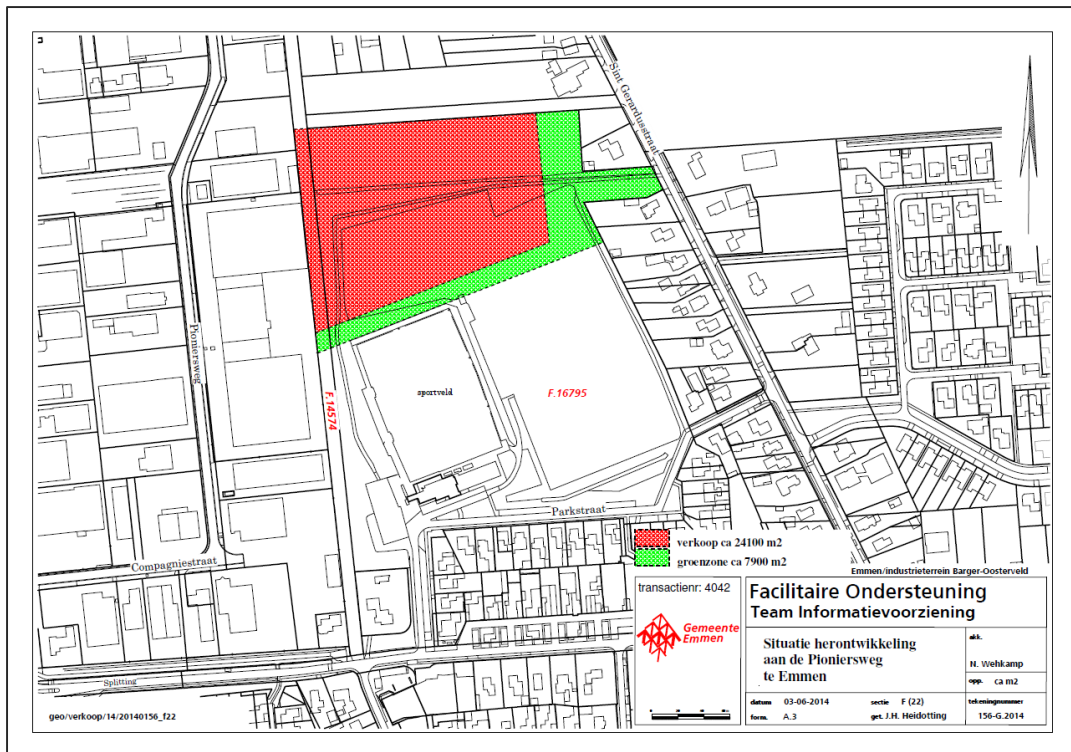 Sint Gerardusstraat
Pioniersweg
F.14574
sportveld
F.16795
Parkstraat
Compagniestraat
Splitting
verkoop ca 24100 m2
groenzone ca 7900 m2
Emmen/industrieterrein Barger-Oosterveld
transactienr: 4042
Gemeente
Emmen
Facilitaire Ondersteuning
Team Informatievoorziening
Situatie herontwikkeling
aan de Pioniersweg
te Emmen
akk.
N. Wehkamp
opp. ca m2
datum 03-06-2014 sectie F (22)
tekeningnummer
form. A.3 get. J.H. Heidotting
156-G.2014
geo/verkoop/14/20140156_f22